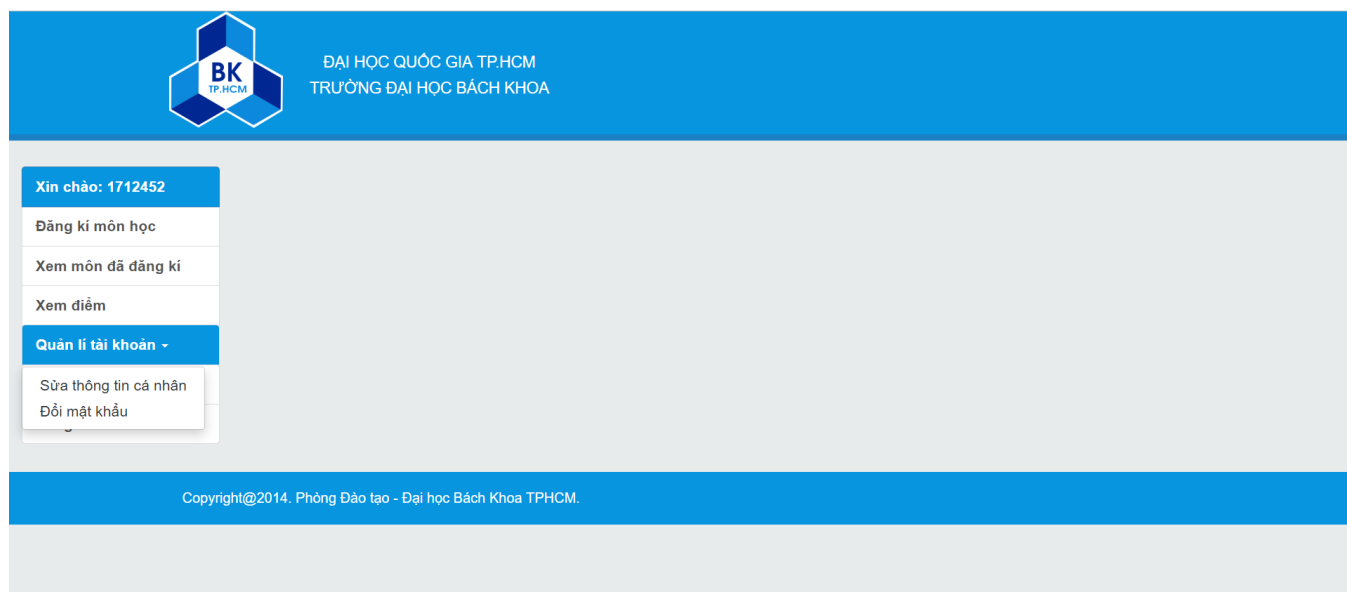 BK
TP.HCM
ĐẠI HỌC QUỐC GIA TP.HCM
TRƯỜNG ĐẠI HỌC BÁCH KHOA
Xin chào: 1712452
Đăng kí môn học
Xem môn đã đăng kí
Xem điểm
Quản lí tài khoản
Sửa thông tin cá nhân
Đổi mật khẩu
Copyright@2014. Phòng Đào tạo - Đại học Bách Khoa TPHCM.